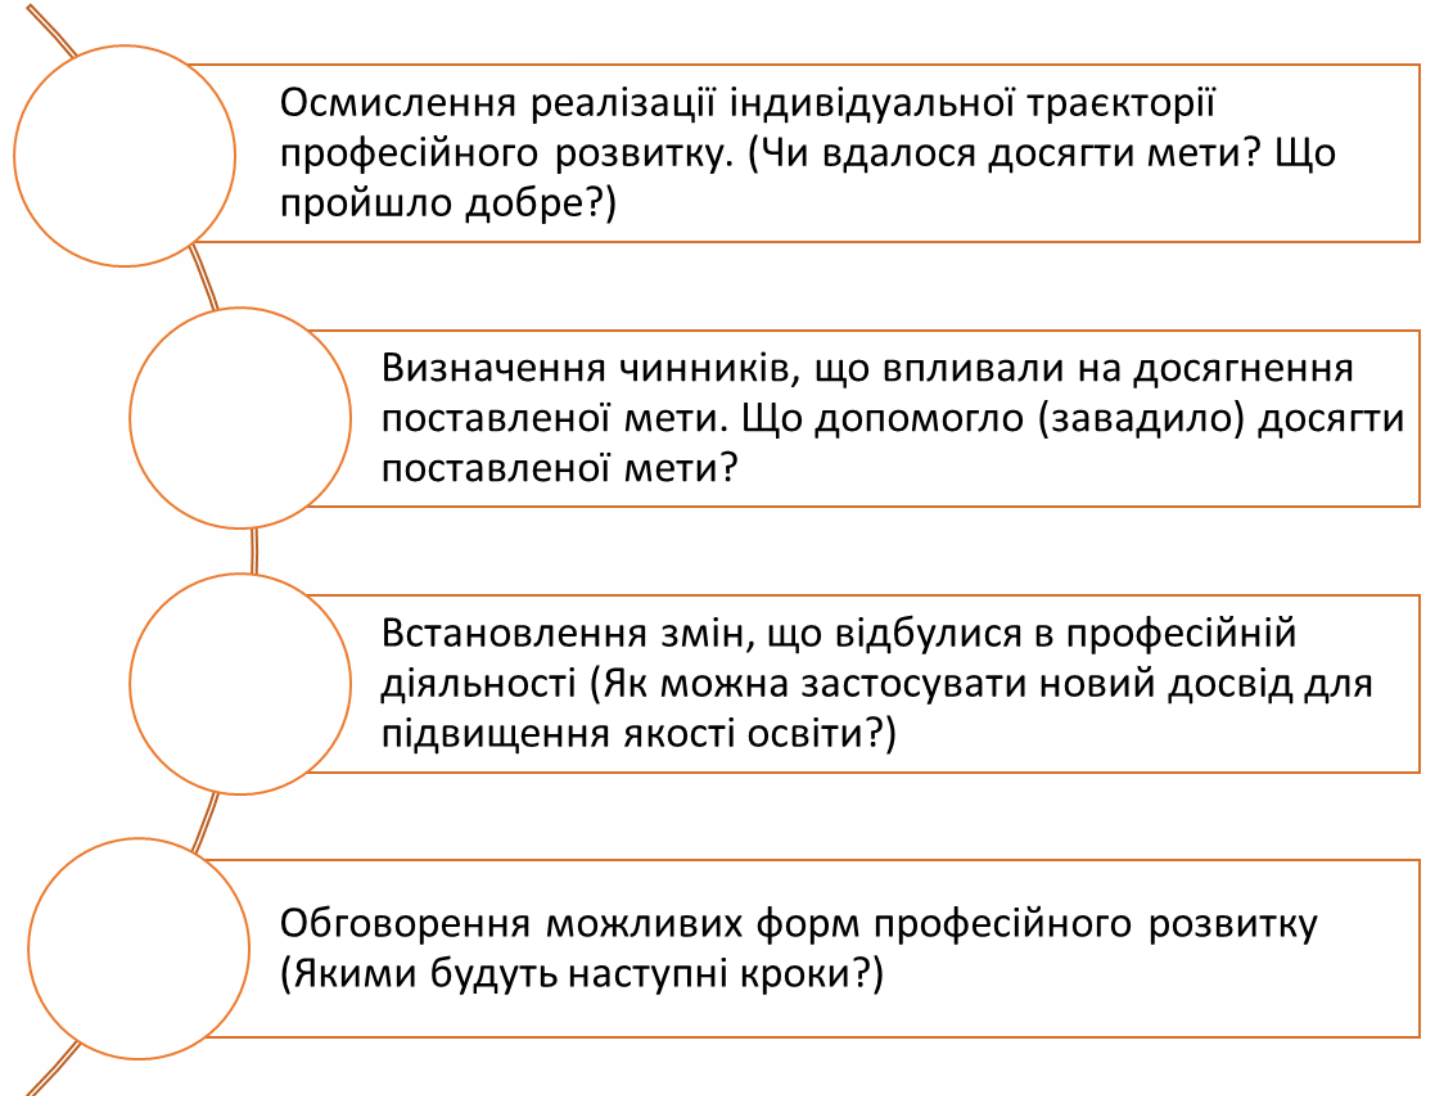 Осмислення реалізації індивідуальної траєкторії
професійного розвитку. (Чи вдалося досягти мети? Що
пройшло добре?)
Визначення чинників, що впливали на досягнення
поставленої мети. Що допомогло (завадило) досягти
поставленої мети?
Встановлення змін, що відбулися в професійній
діяльності (Як можна застосувати новий досвід для
підвищення якості освіти?)
Обговорення можливих форм професійного розвитку
(Якими будуть наступні кроки?)